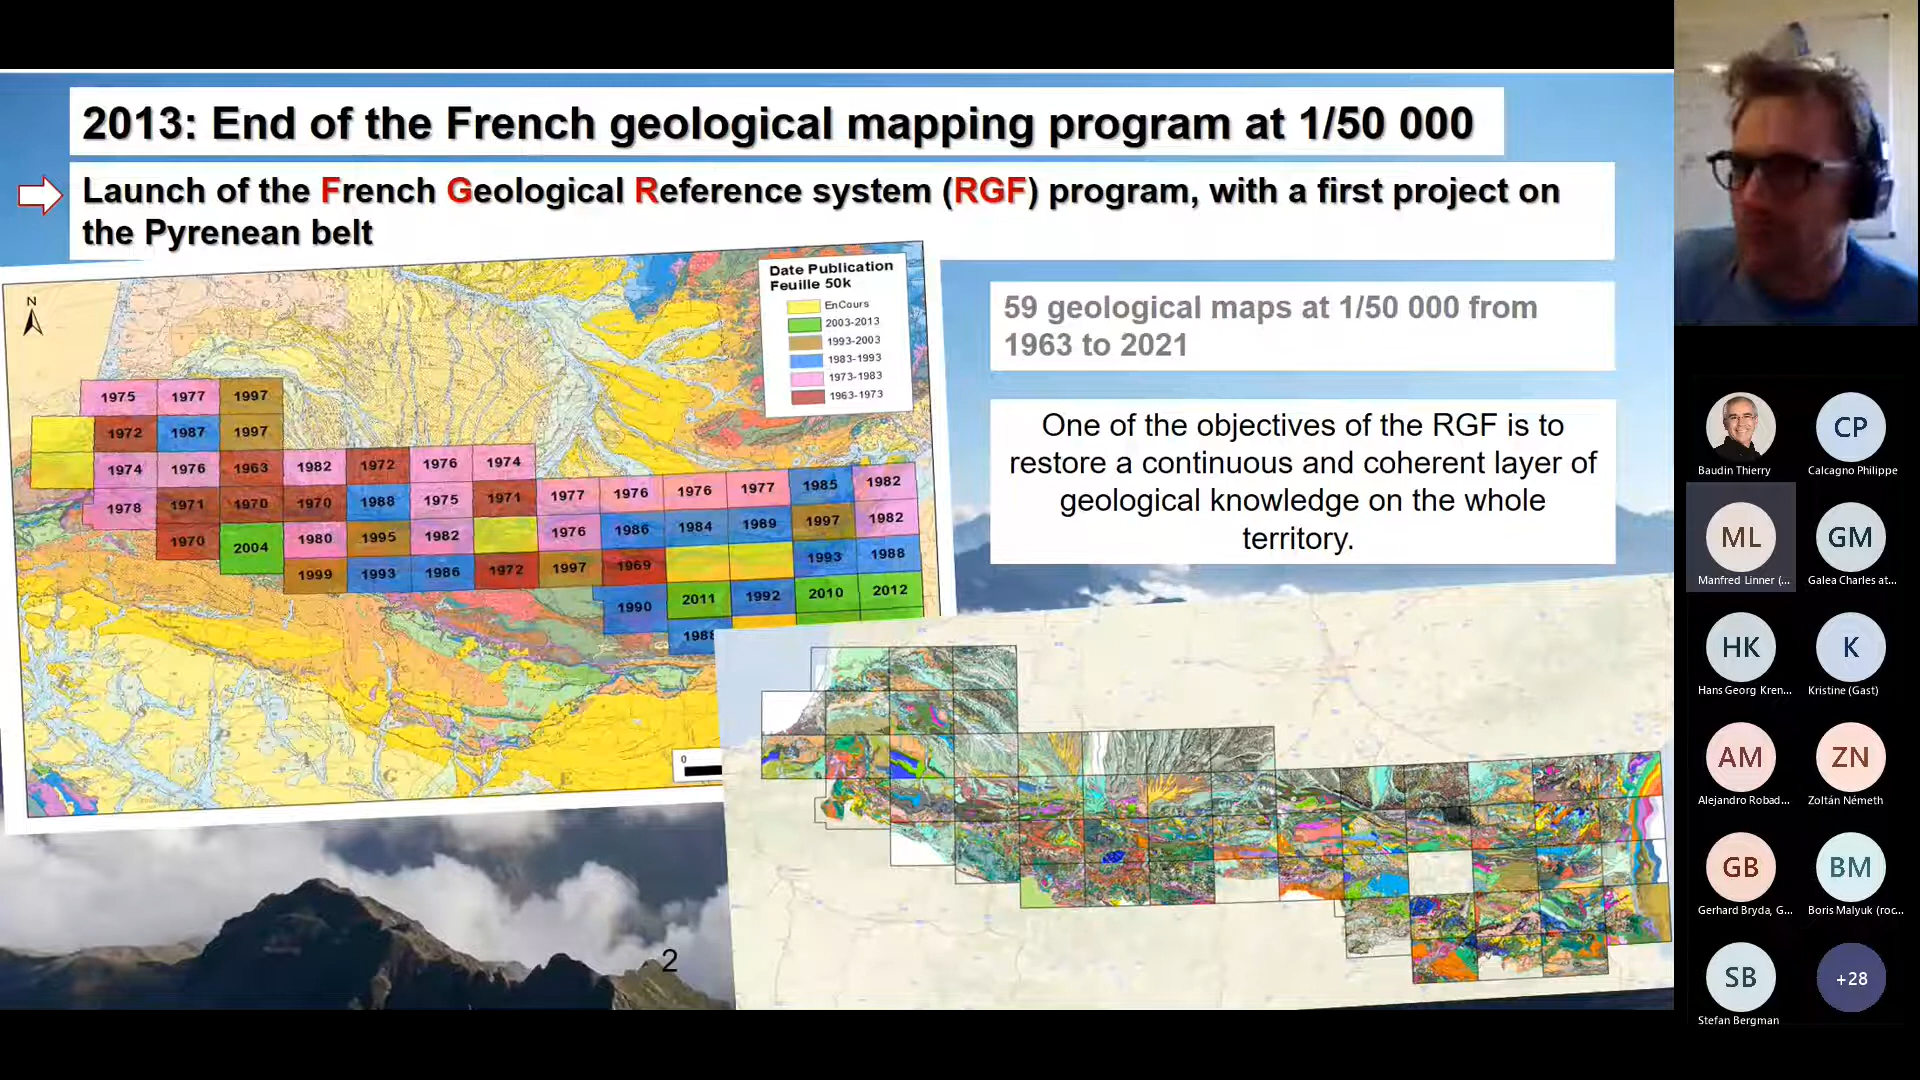 2013: End of the French geological mapping program at 1/50 000
Launch of the French Geological Reference system (RGF) program, with a first project on
the Pyrenean belt
N
Date Publication
Feuille 50k
EnCours
2003-2013
1993-2003
1983-1993
1973-1983
1963-1973
1975 1977 1997
1972 1987 1997
1974 1976 1963 1982 1972 1976 1974
1978 1971 1970 1970 1988 1975 1971 1977 1976 1976 1977 1985 1982
1970 2004 1980 1995 1982 1976 1986 1984 1989 1997 1982
1999 1993 1986 1972 1997 1969 1993 1988
1990 2011 1992 2010 2012
1988
0
59 geological maps at 1/50 000 from
1963 to 2021
One of the objectives of the RGF is to
restore a continuous and coherent layer of
geological knowledge on the whole
territory.
2
Baudin Thierry
CP
Calcagno Philippe
ML
Manfred Linner (...
GM
Galea Charles at...
HK
Hans Georg Kren...
K
Kristine (Gast)
AM
Alejandro Robad...
ZN
Zoltán Németh
GB
Gerhard Bryda, G...
BM
Boris Malyuk (roc...
SB
Stefan Bergman
+28